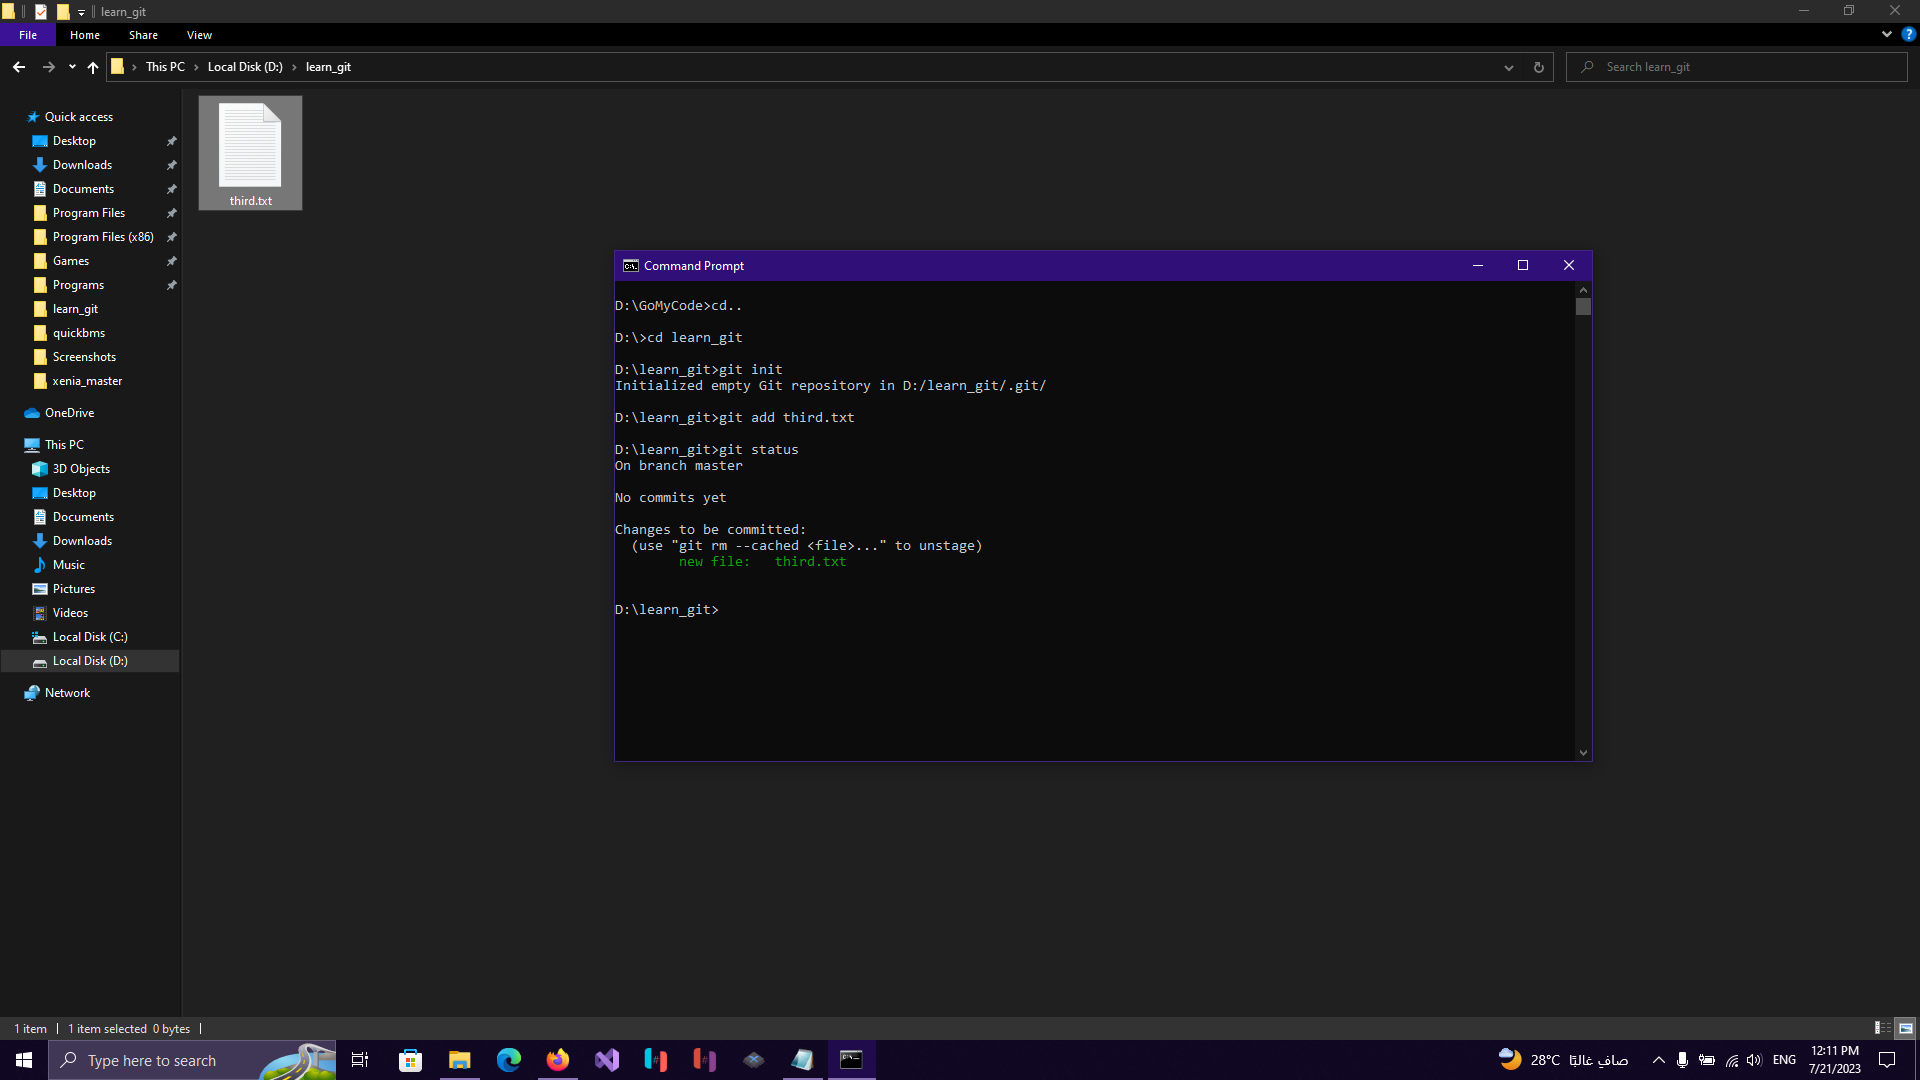 learn_git
File Home Share View
This PC Local Disk (D:) learn_git
Search learn_git
Quick access
Desktop
Downloads
Documents
Program Files
Program Files (x86)
Games
Programs
learn_git
quickbms
Screenshots
xenia_master
OneDrive
This PC
3D Objects
Desktop
Documents
Downloads
Music
Pictures
Videos
Local Disk (C:)
Local Disk (D:)
Network
third.txt
Command Prompt
D:\GoMyCode>cd..
D:\>cd learn_git
D:\learn_git>git init
Initialized empty Git repository in D:/learn_git/.git/
D:\learn_git>git add third.txt
D:\learn_git>git status
On branch master
No commits yet
Changes to be committed:
(use "git rm --cached <file>..." to unstage)
new file: third.txt
D:\learn_git>
1 item 1 item selected 0 bytes
Type here to search
28°C صافٍ غالبًا
ENG
12:11 PM
7/21/2023